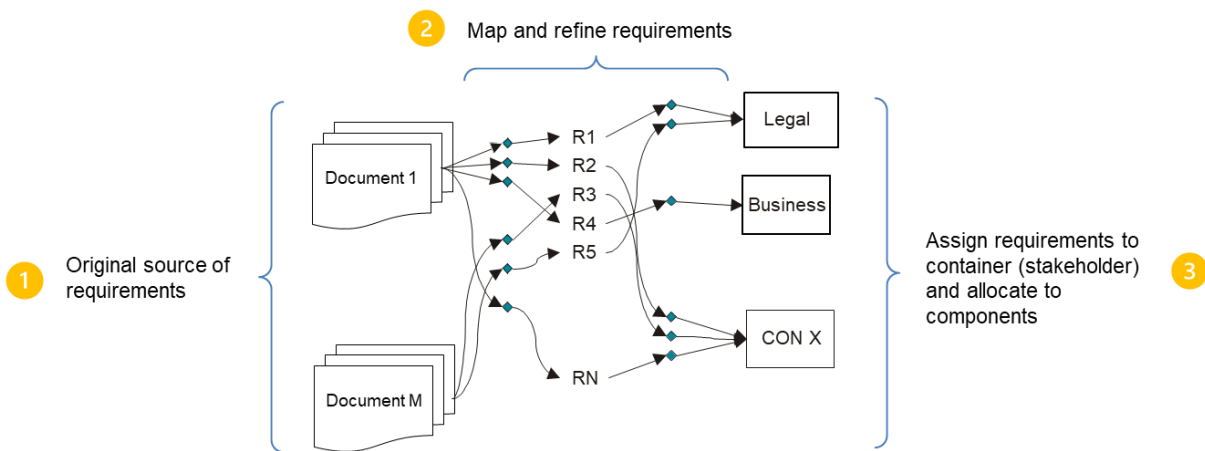 2
Map and refine requirements
1
Original source of
requirements
Document 1
Document M
R1
R2
R3
R4
R5
RN
Legal
Business
CON X
Assign requirements to
container (stakeholder)
and allocate to
components
3